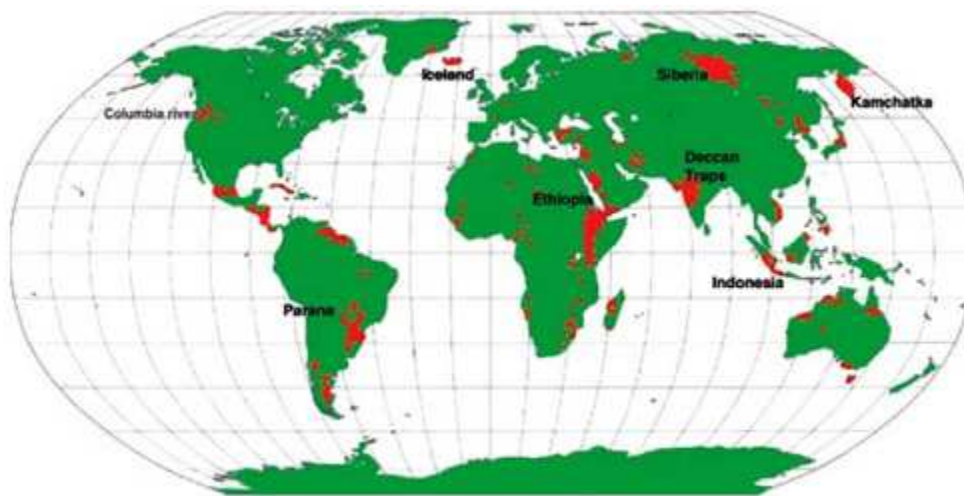 Iceland
Siberia
Columbia river
Kamchatka
Deccan
Traps
Ethiopia
Indonesia
Parana